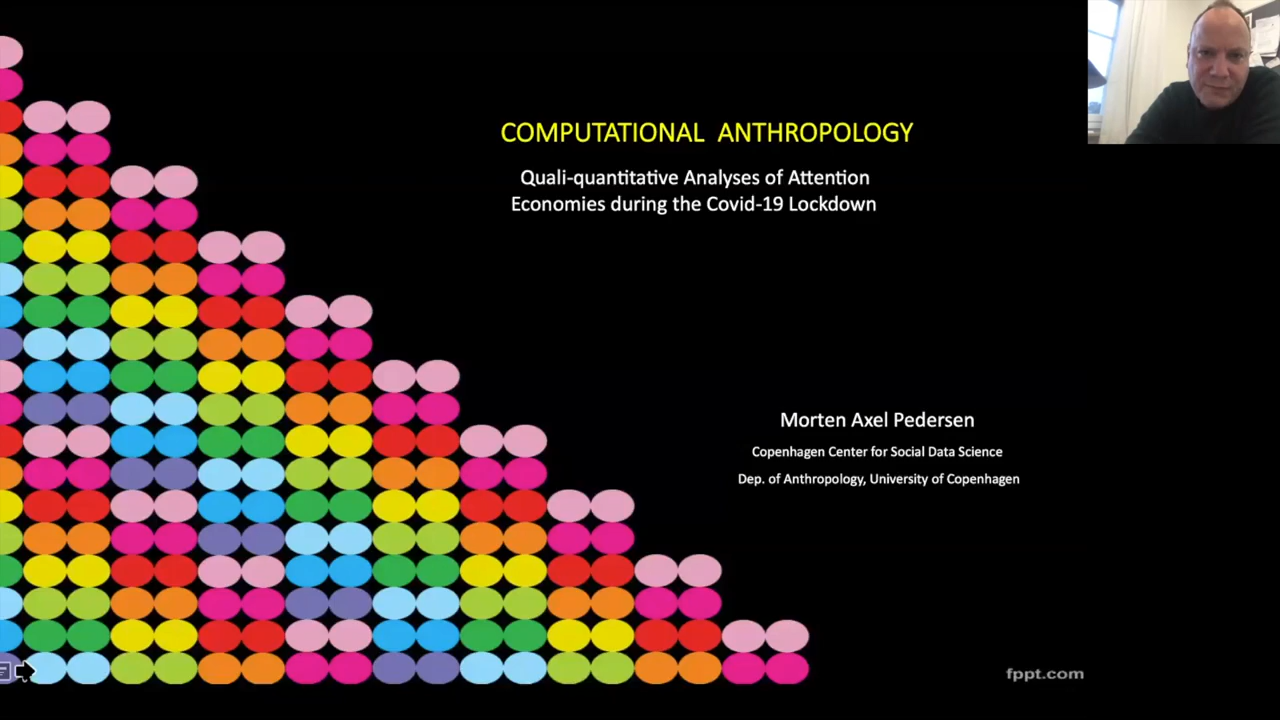 COMPUTATIONAL ANTHROPOLOGY
Quali-quantitative Analyses of Attention
Economies during the Covid-19 Lockdown
Morten Axel Pedersen
Copenhagen Center for Social Data Science
Dep. of Anthropology, University of Copenhagen
fppt.com